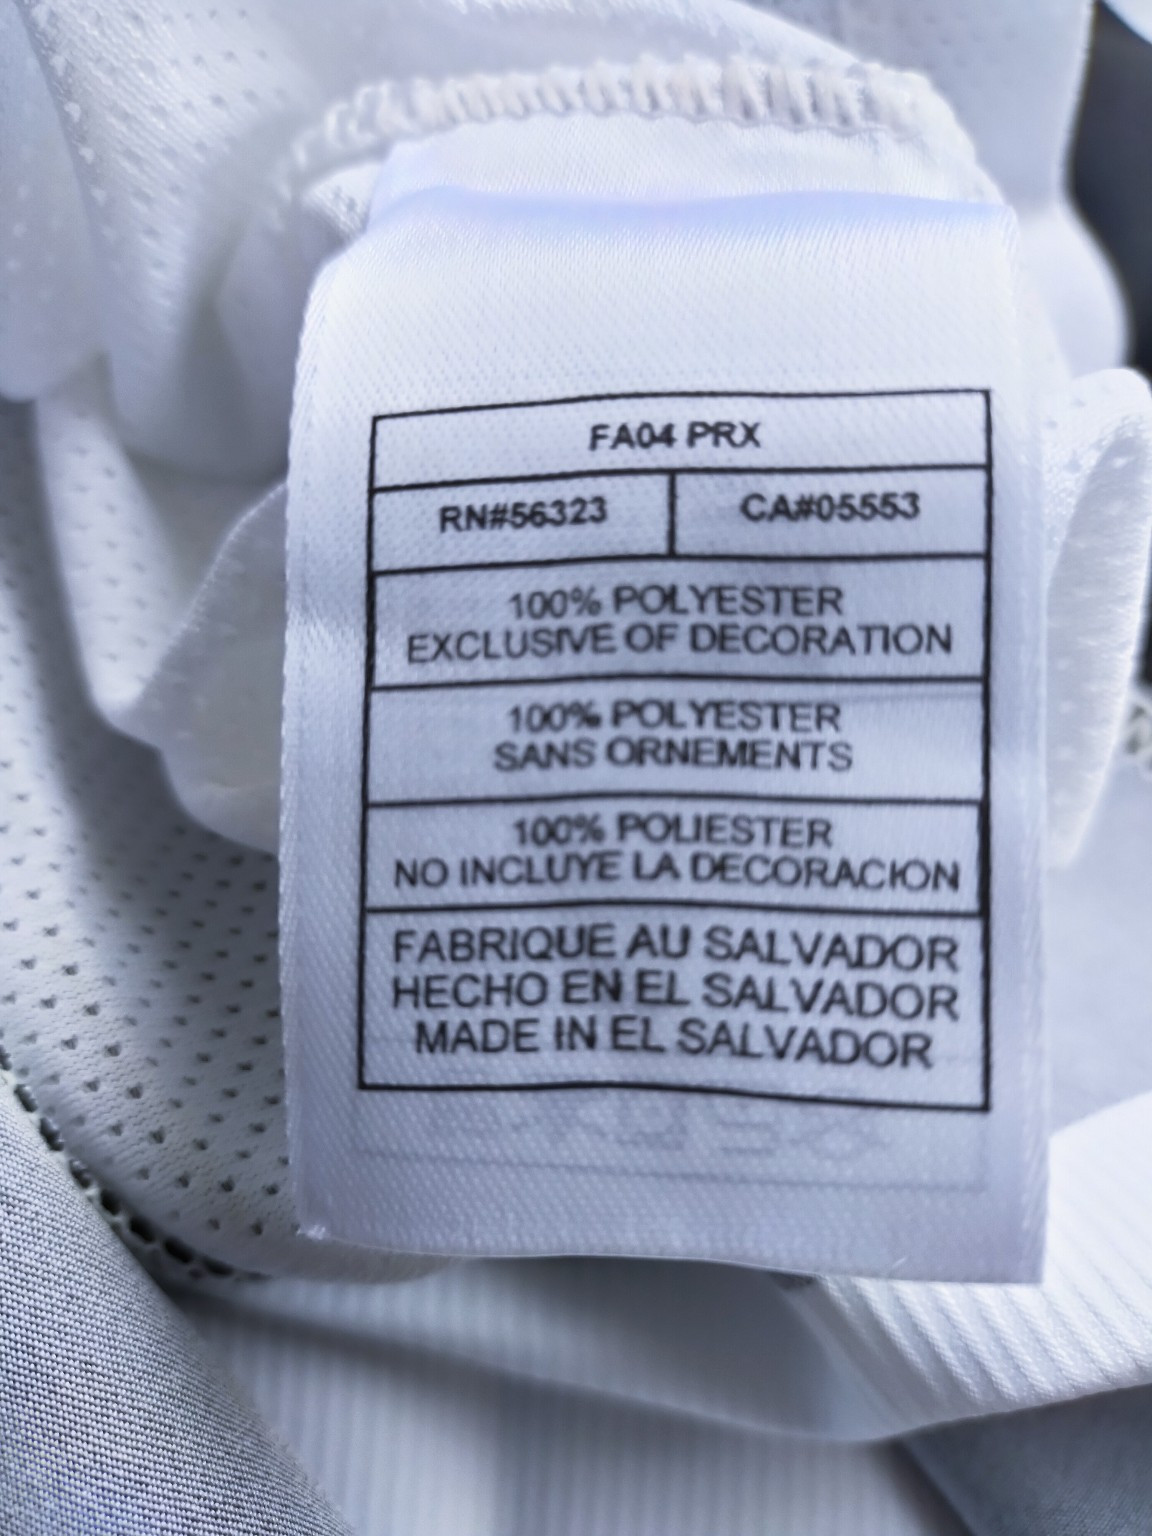 FA04 PRX
RN#56323 CA#05553
100% POLYESTER
EXCLUSIVE OF DECORATION
100% POLYESTER
SANS ORNEMENTS
100% POLIESTER
NO INCLUYE LA DECORACION
FABRIQUE AU SALVADOR
HECHO EN EL SALVADOR
MADE IN EL SALVADOR